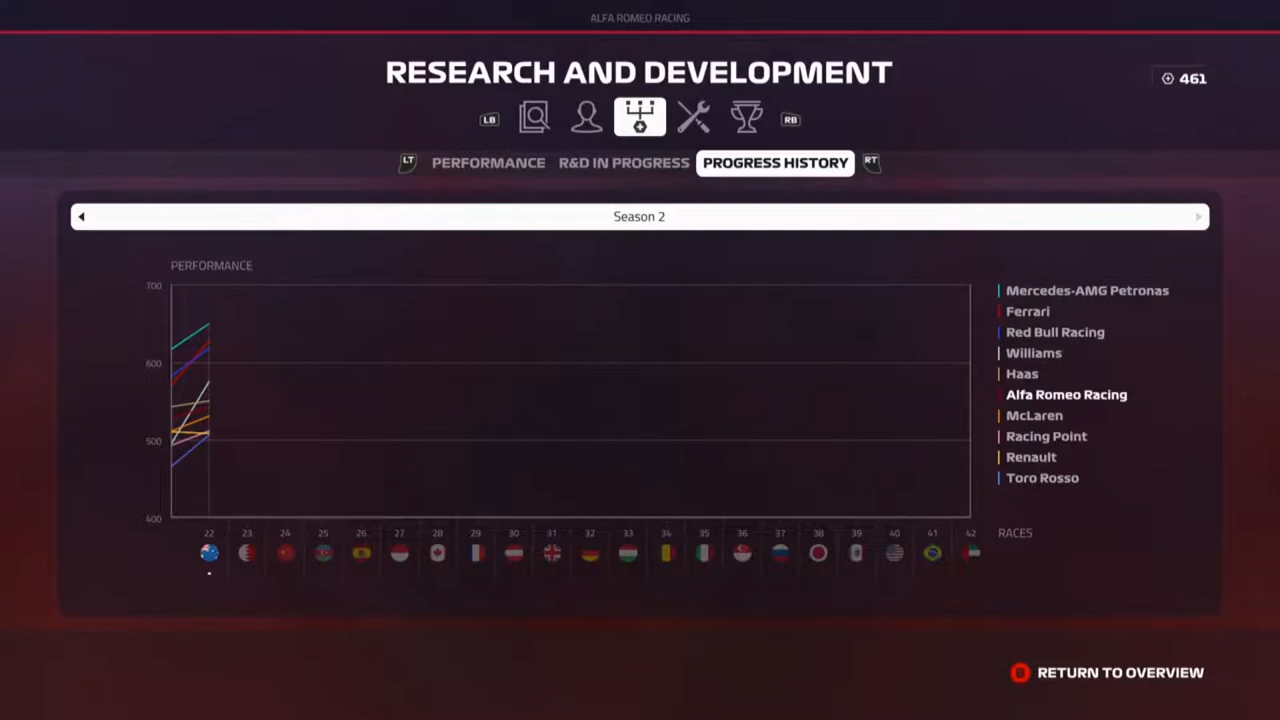 ALFA ROMEO RACING
RESEARCH AND DEVELOPMENT
461
LB RB
LT PERFORMANCE R&D IN PROGRESS PROGRESS HISTORY RT
Season 2
PERFORMANCE
700
600
500
400
Mercedes-AMG Petronas
Ferrari
Red Bull Racing
Williams
Haas
Alfa Romeo Racing
McLaren
Racing Point
Renault
Toro Rosso
22 23 24 25 26 27 28 29 30 31 32 33 34 35 36 37 38 39 40 41 42 RACES
B RETURN TO OVERVIEW